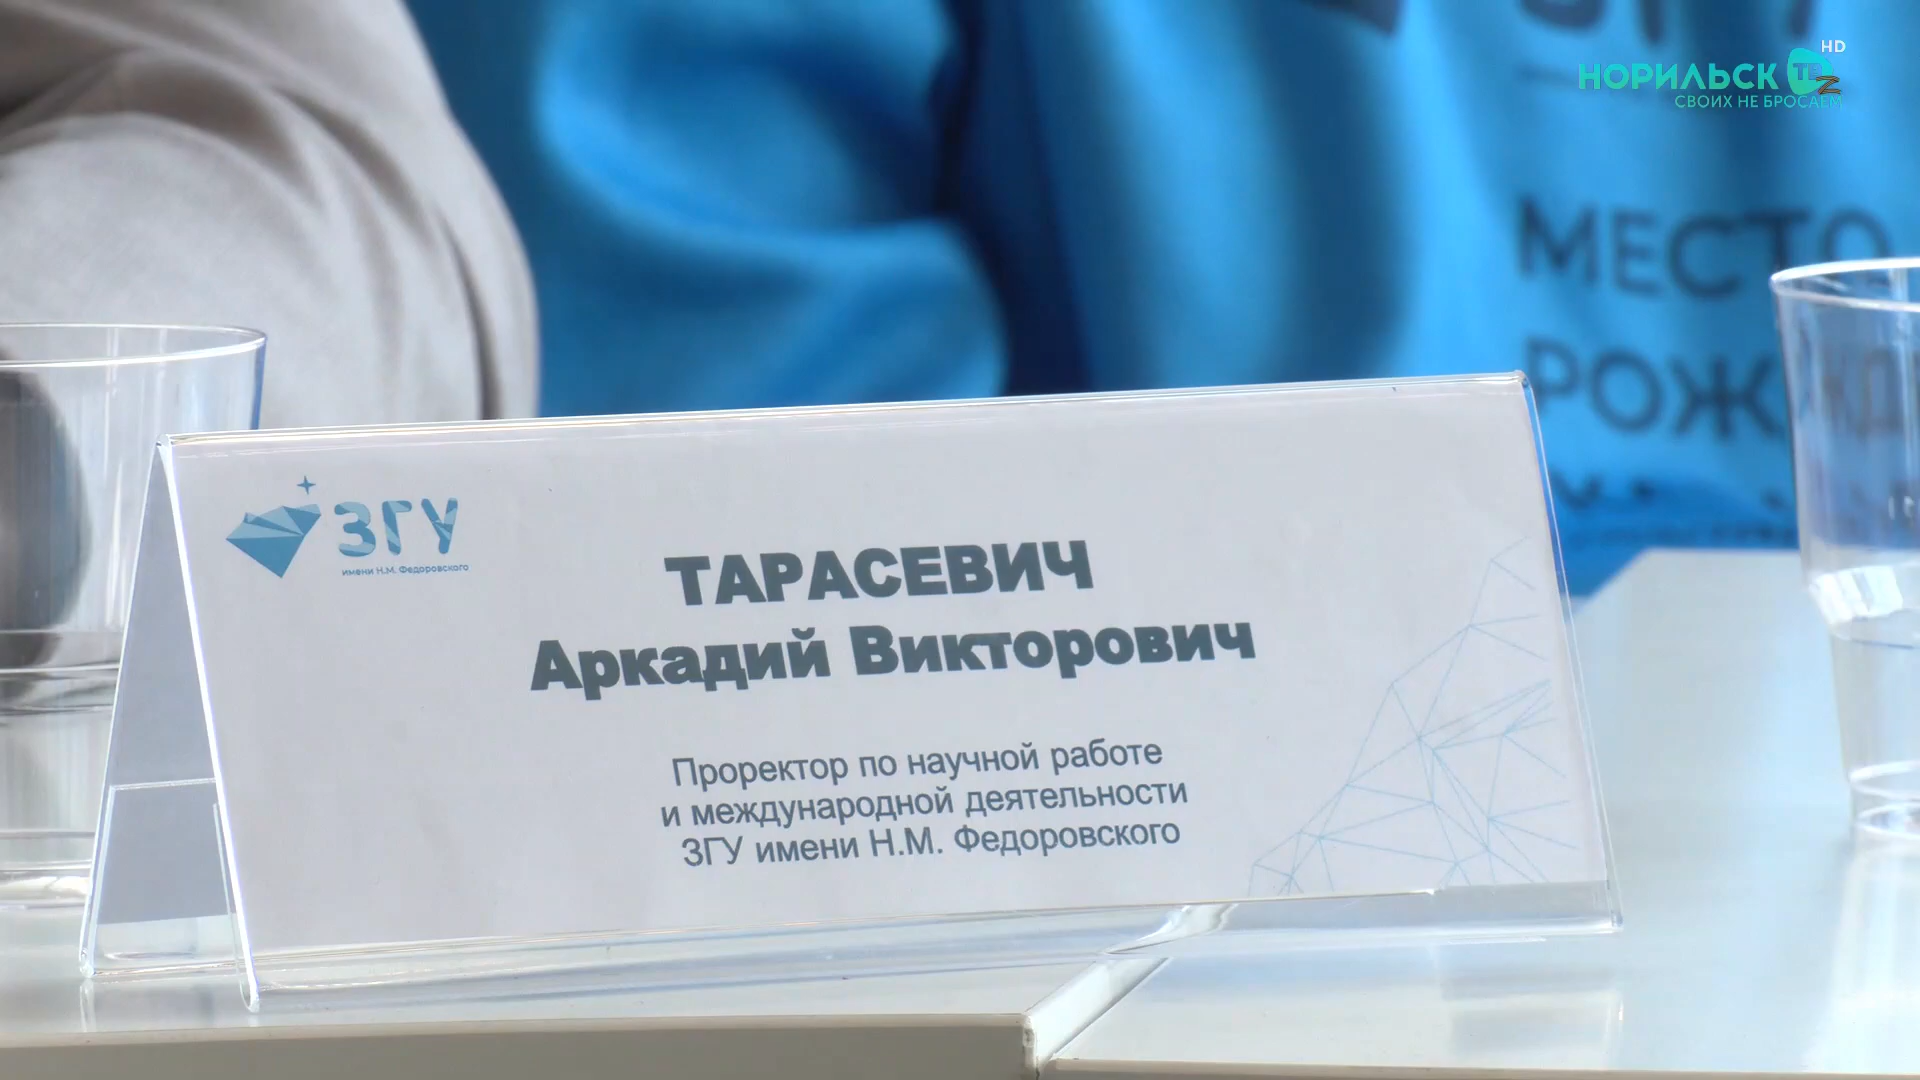 HD
НОРИЛЬСК
СВОИХ НЕ БРОСАЕМ
МЕСТО
ЗГУ
имени Н.М. Федоровского
ТАРАСЕВИЧ
Аркадий Викторович
Проректор по научной работе
и международной деятельности
ЗГУ имени Н.М. Федоровского